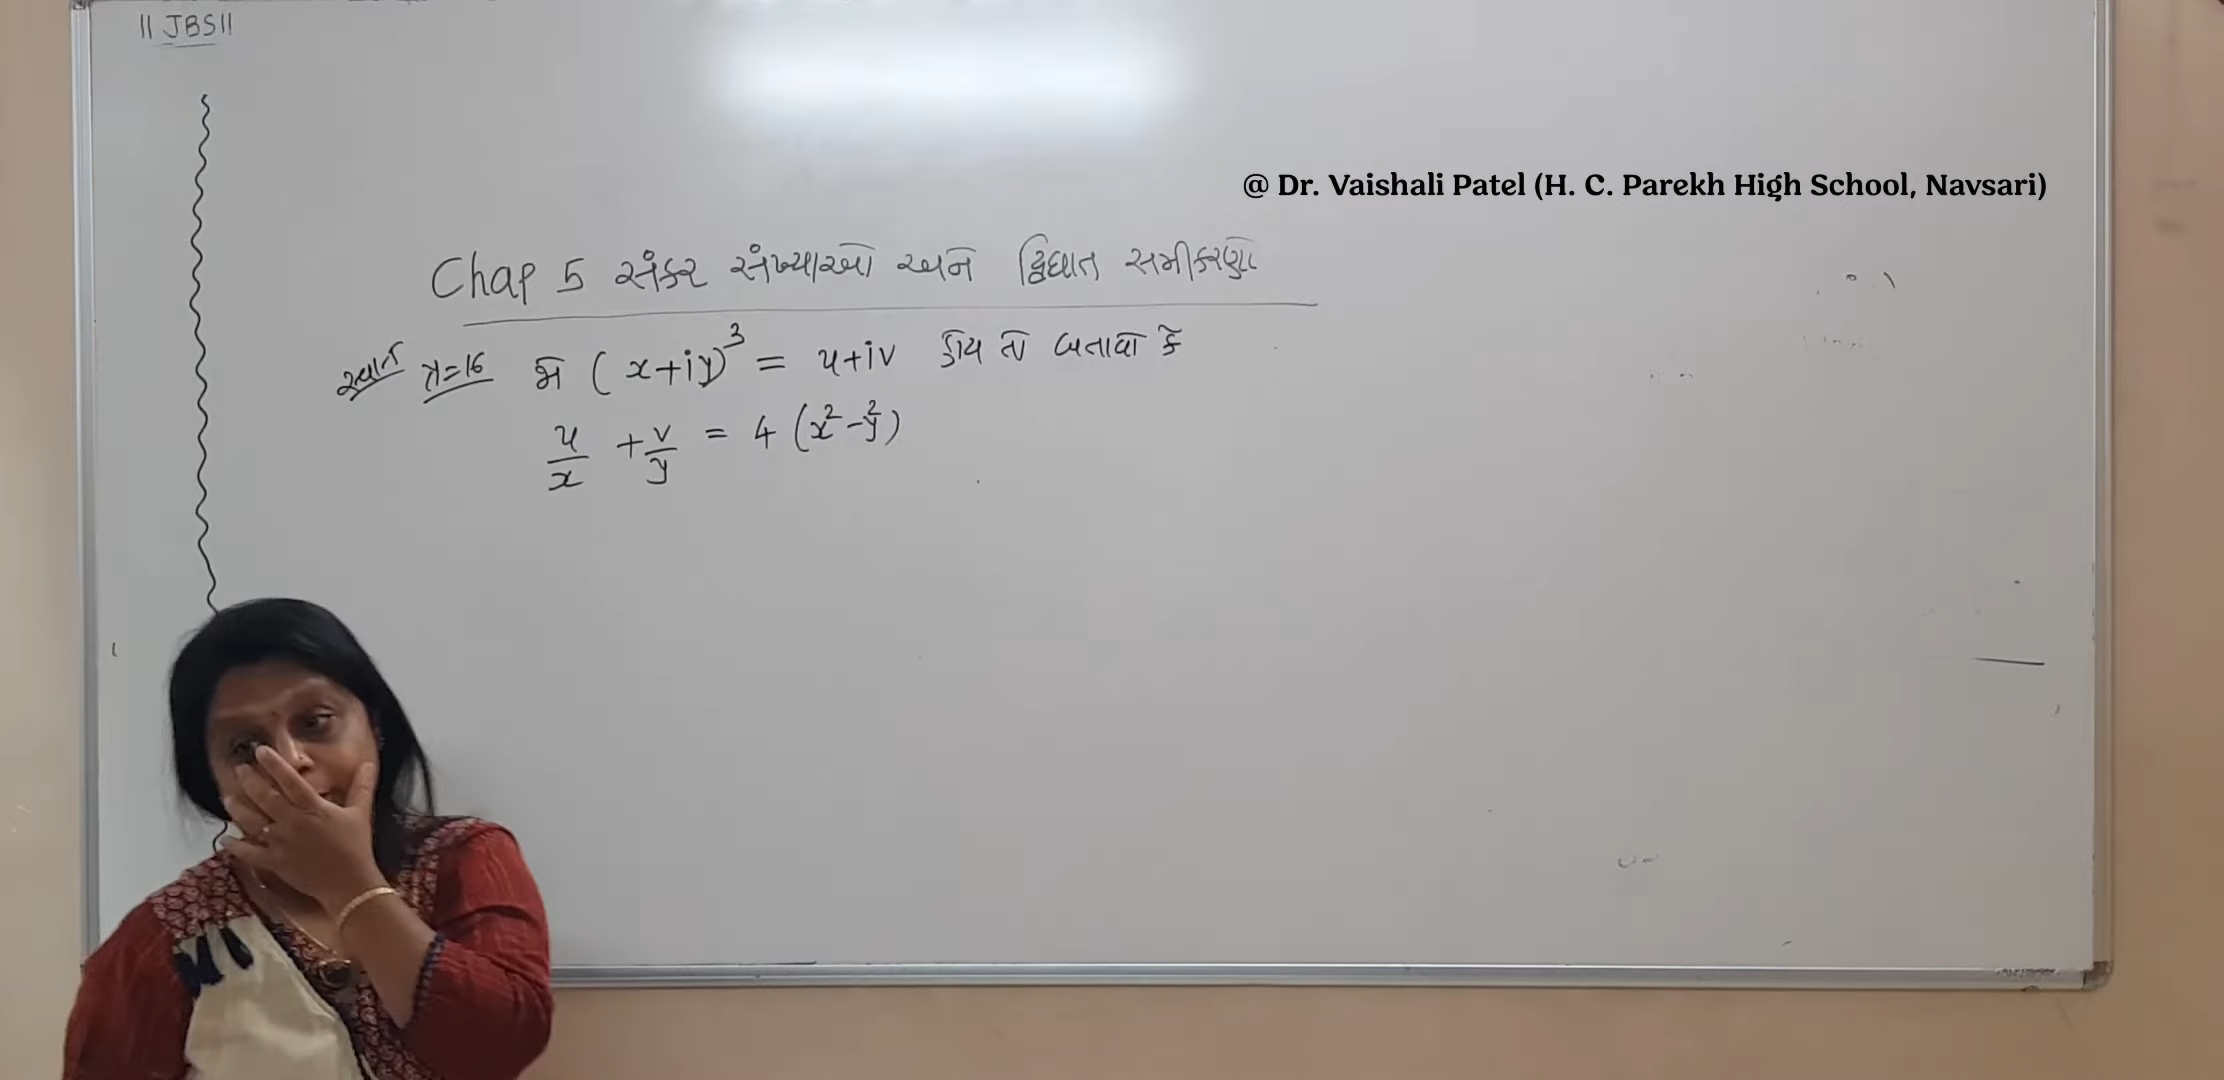 || JBS ||
@ Dr. Vaishali Patel (H. C. Parekh High School, Navsari)
Chap 5 સંકર સંખ્યાઓ અને દ્વિઘાત સમીકરણો
સ્વા 16 જો (x+iy)³ = u+iv હોય તો બતાવો કે
u/x + v/y = 4 (x² - y²)